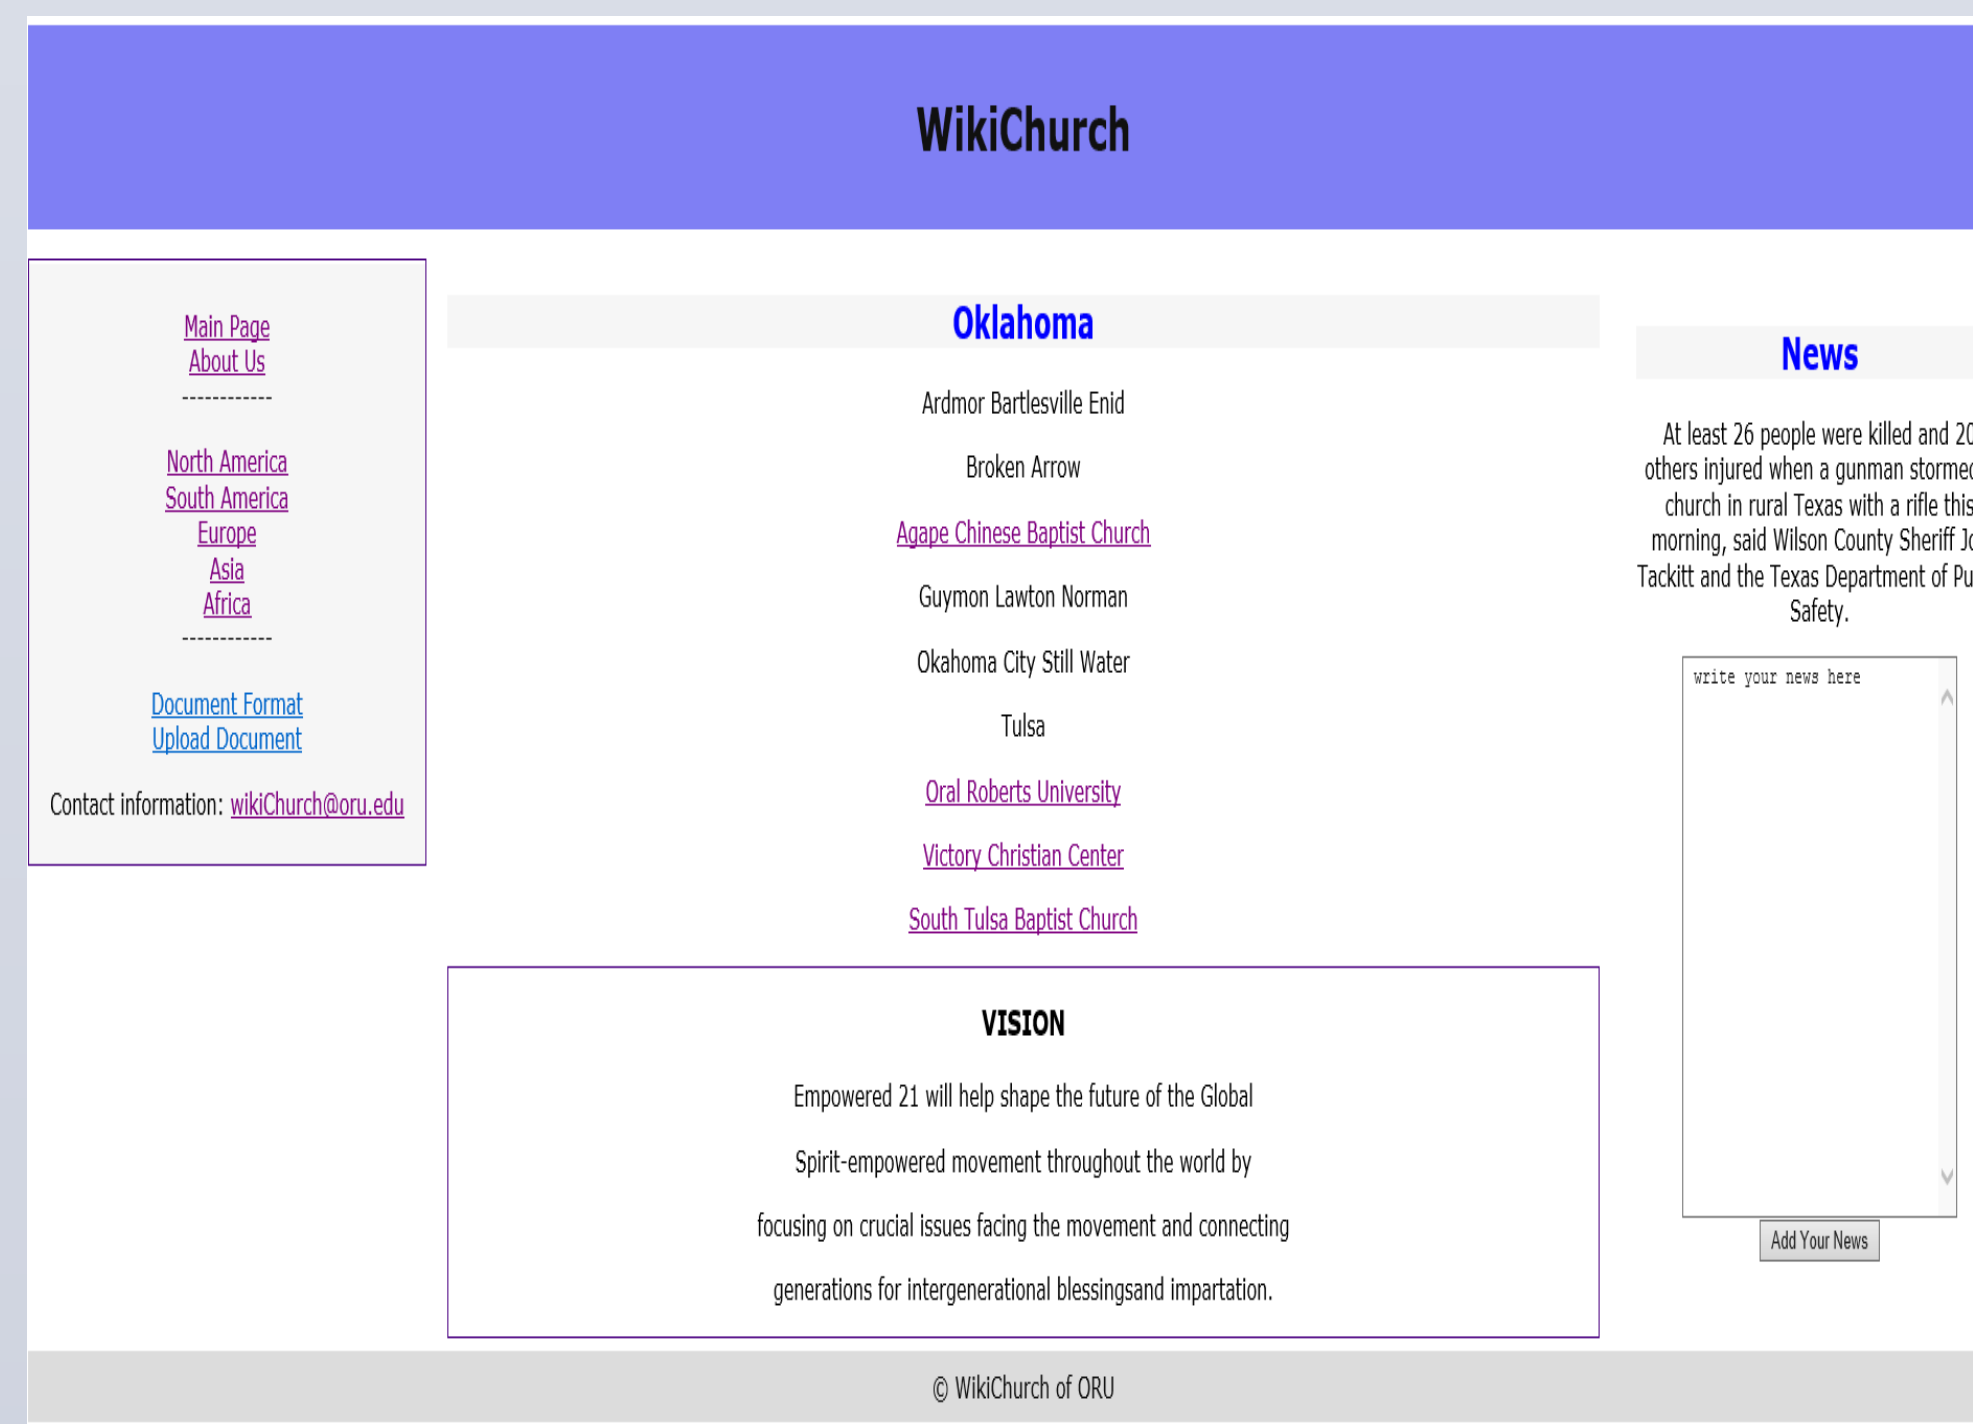 WikiChurch
Main Page
About Us
------------
North America
South America
Europe
Asia
Africa
------------
Document Format
Upload Document
Contact information: wikiChurch@oru.edu
Oklahoma
Ardmor Bartlesville Enid
Broken Arrow
Agape Chinese Baptist Church
Guymon Lawton Norman
Okahoma City Still Water
Tulsa
Oral Roberts University
Victory Christian Center
South Tulsa Baptist Church
VISION
Empowered 21 will help shape the future of the Global
Spirit-empowered movement throughout the world by
focusing on crucial issues facing the movement and connecting
generations for intergenerational blessingsand impartation.
News
At least 26 people were killed and 20
others injured when a gunman stormed
church in rural Texas with a rifle this
morning, said Wilson County Sheriff
Tackitt and the Texas Department of
Safety.
write your news here
Add Your News
© WikiChurch of ORU